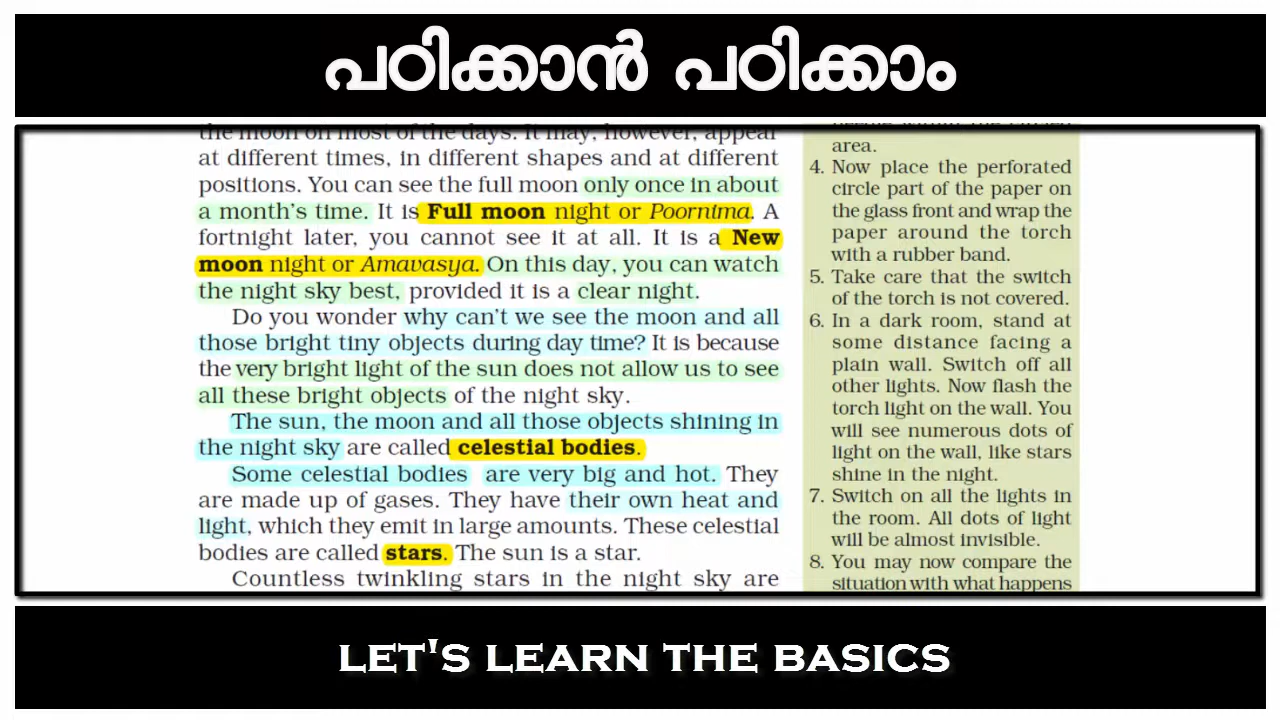 പഠിക്കാൻ പഠിക്കാം
the moon on most of the days. It may, however, appear
at different times, in different shapes and at different
positions. You can see the full moon only once in about
a month's time. It is Full moon night or Poornima. A
fortnight later, you cannot see it at all. It is a New
moon night or Amavasya. On this day, you can watch
the night sky best, provided it is a clear night.
Do you wonder why can't we see the moon and all
those bright tiny objects during day time? It is because
the very bright light of the sun does not allow us to see
all these bright objects of the night sky.
The sun, the moon and all those objects shining in
the night sky are called celestial bodies.
Some celestial bodies are very big and hot. They
are made up of gases. They have their own heat and
light, which they emit in large amounts. These celestial
bodies are called stars. The sun is a star.
Countless twinkling stars in the night sky are
area.
4. Now place the perforated
circle part of the paper on
the glass front and wrap the
paper around the torch
with a rubber band.
5. Take care that the switch
of the torch is not covered.
6. In a dark room, stand at
some distance facing a
plain wall. Switch off all
other lights. Now flash the
torch light on the wall. You
will see numerous dots of
light on the wall, like stars
shine in the night.
7. Switch on all the lights in
the room. All dots of light
will be almost invisible.
8. You may now compare the
situation with what happens
LET'S LEARN THE BASICS